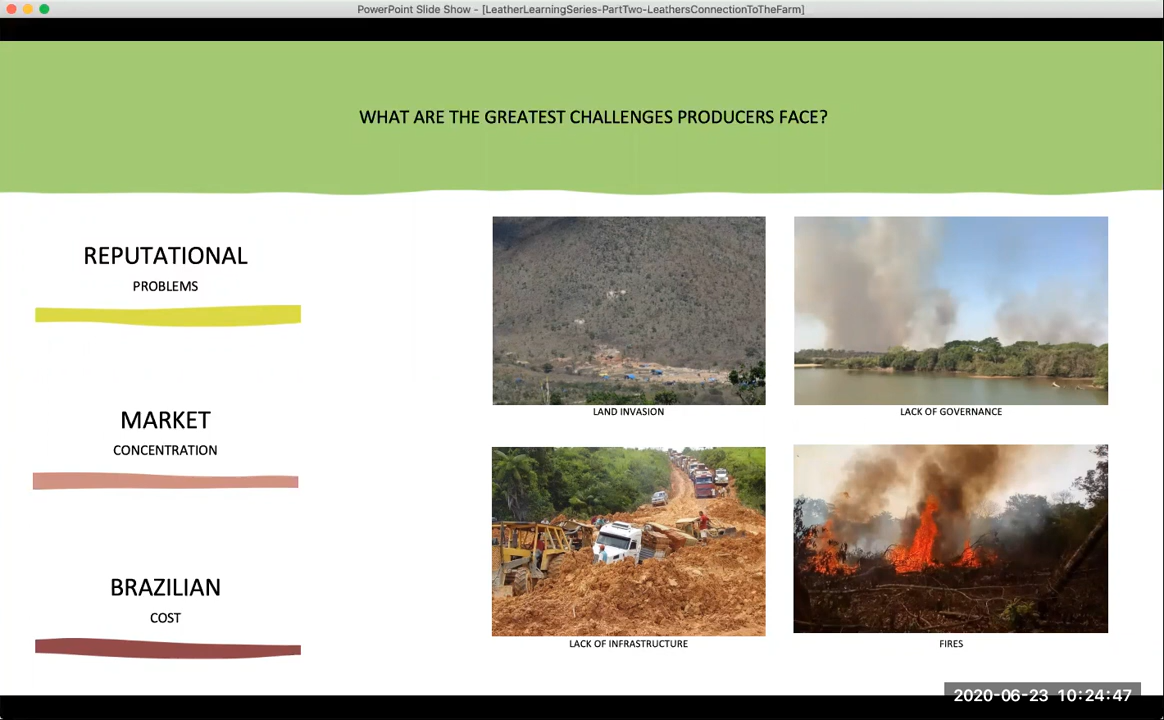 PowerPoint Slide Show - [LeatherLearningSeries-PartTwo-LeathersConnectionToTheFarm]
WHAT ARE THE GREATEST CHALLENGES PRODUCERS FACE?
REPUTATIONAL
PROBLEMS
MARKET
CONCENTRATION
BRAZILIAN
COST
LAND INVASION
LACK OF GOVERNANCE
LACK OF INFRASTRUCTURE
FIRES
2020-06-23 10:24:47